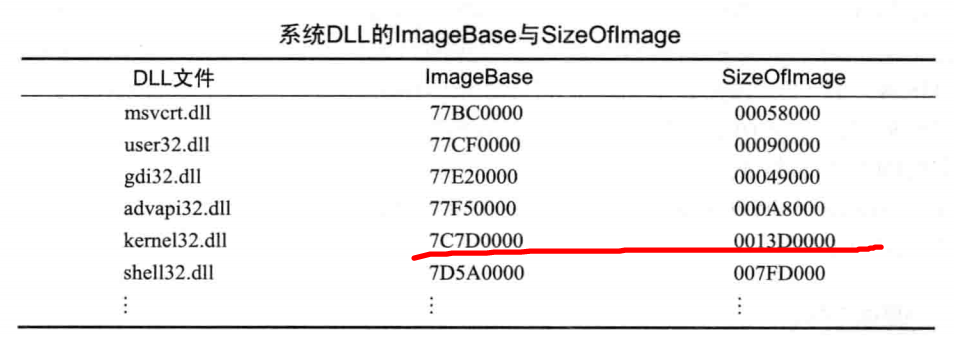 系统DLL的ImageBase与SizeOfImage
DLL文件 ImageBase SizeOfImage
msvcrt.dll 77BC0000 00058000
user32.dll 77CF0000 00090000
gdi32.dll 77E20000 00049000
advapi32.dll 77F50000 000A8000
kernel32.dll 7C7D0000 0013D0000
shell32.dll 7D5A0000 007FD000
⋮ ⋮ ⋮